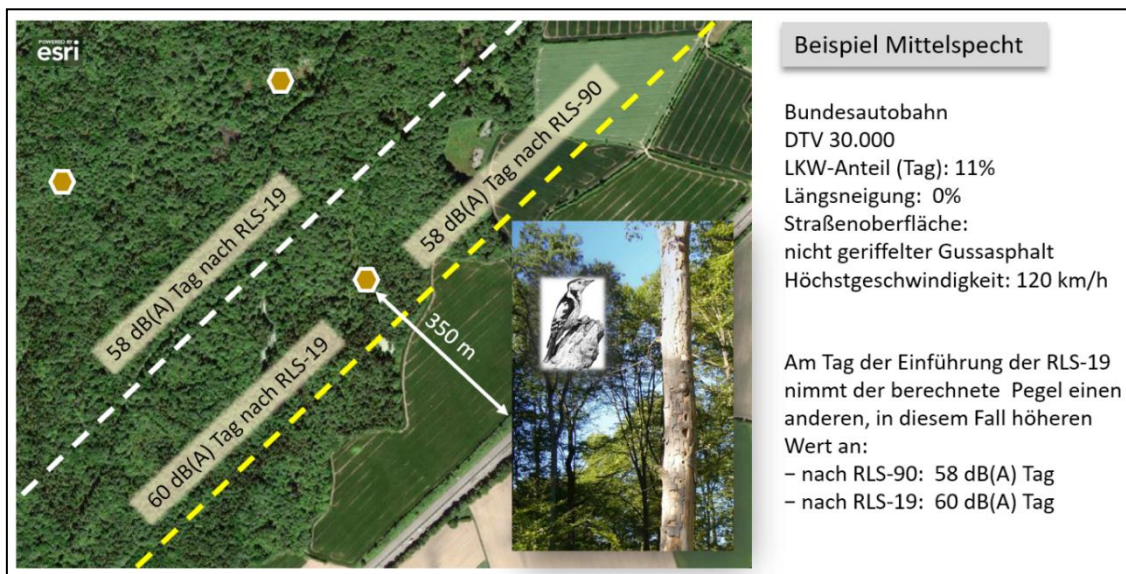 POWERED BY
esri
58 dB(A) Tag nach RLS-90
58 dB(A) Tag nach RLS-19
60 dB(A) Tag nach RLS-19
350 m
Beispiel Mittelspecht
Bundesautobahn
DTV 30.000
LKW-Anteil (Tag): 11%
Längsneigung: 0%
Straßenoberfläche:
nicht geriffelter Gussasphalt
Höchstgeschwindigkeit: 120 km/h
Am Tag der Einführung der RLS-19
nimmt der berechnete Pegel einen
anderen, in diesem Fall höheren
Wert an:
− nach RLS-90: 58 dB(A) Tag
− nach RLS-19: 60 dB(A) Tag